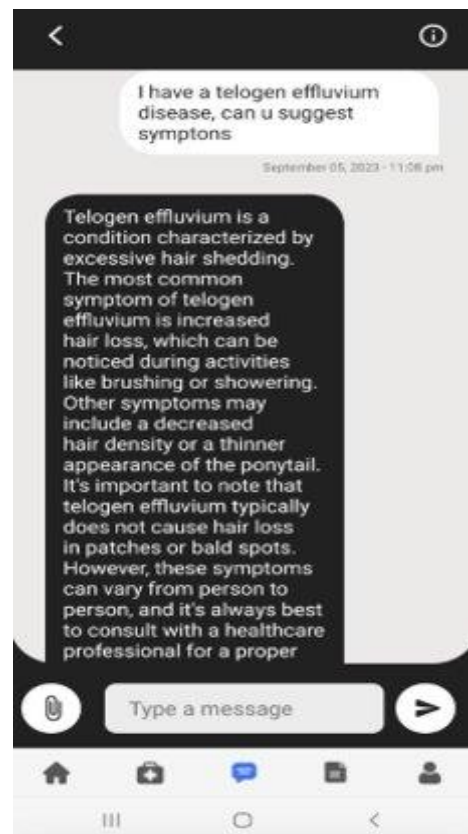 I have a telogen effluvium
disease, can u suggest
symptons
September 05, 2023 - 11:08 pm
Telogen effluvium is a
condition characterized by
excessive hair shedding.
The most common
symptom of telogen
effluvium is increased
hair loss, which can be
noticed during activities
like brushing or showering.
Other symptoms may
include a decreased
hair density or a thinner
appearance of the ponytail.
It's important to note that
telogen effluvium typically
does not cause hair loss
in patches or bald spots.
However, these symptoms
can vary from person to
person, and it's always best
to consult with a healthcare
professional for a proper
Type a message